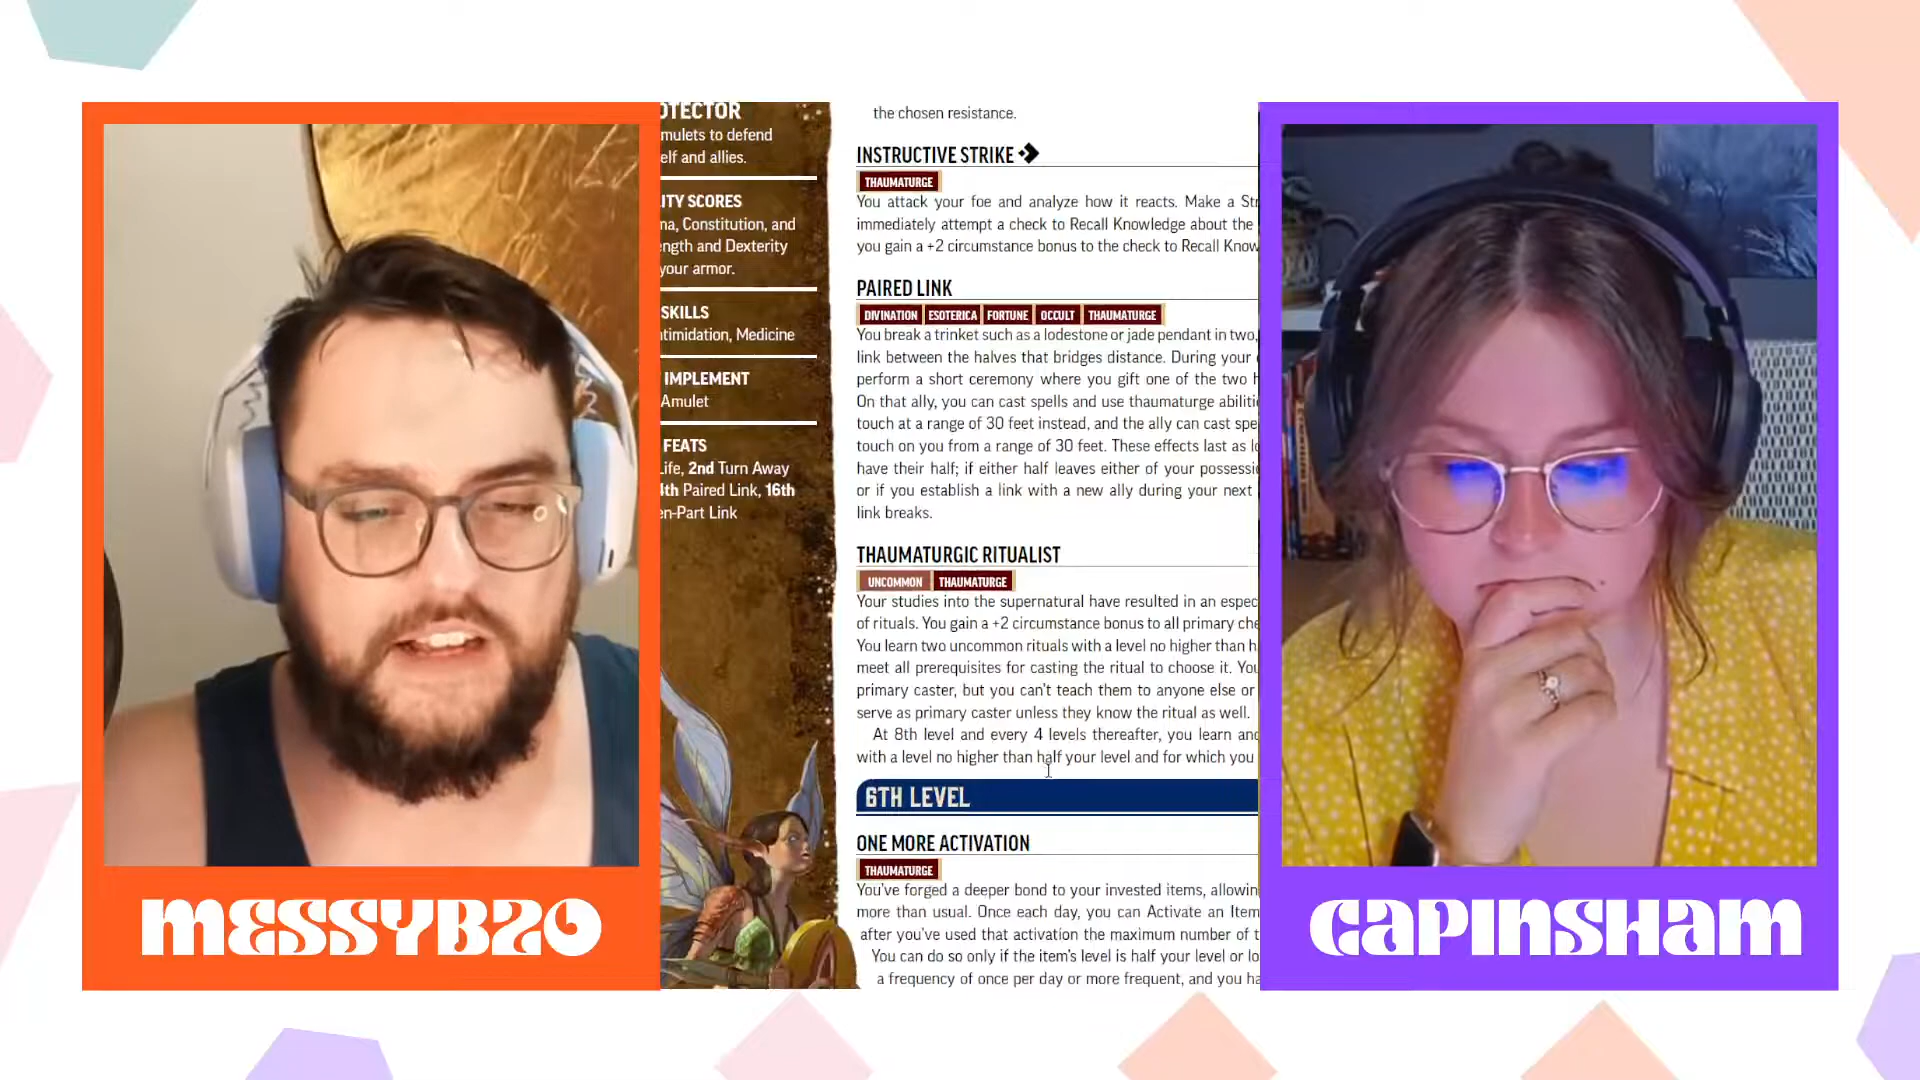 OTECTOR
mulets to defend
elf and allies.
ITY SCORES
na, Constitution, and
ength and Dexterity
your armor.
SKILLS
ntimidation, Medicine
IMPLEMENT
Amulet
FEATS
Life, 2nd Turn Away
4th Paired Link, 16th
en-Part Link
the chosen resistance.
INSTRUCTIVE STRIKE
THAUMATURGE
You attack your foe and analyze how it reacts. Make a Str
immediately attempt a check to Recall Knowledge about the
you gain a +2 circumstance bonus to the check to Recall Know
PAIRED LINK
DIVINATION ESOTERICA FORTUNE OCCULT THAUMATURGE
You break a trinket such as a lodestone or jade pendant in two,
link between the halves that bridges distance. During your
perform a short ceremony where you gift one of the two h
On that ally, you can cast spells and use thaumaturge abiliti
touch at a range of 30 feet instead, and the ally can cast spe
touch on you from a range of 30 feet. These effects last as lo
have their half; if either half leaves either of your possessi
or if you establish a link with a new ally during your next
link breaks.
THAUMATURGIC RITUALIST
UNCOMMON THAUMATURGE
Your studies into the supernatural have resulted in an espec
of rituals. You gain a +2 circumstance bonus to all primary che
You learn two uncommon rituals with a level no higher than h
meet all prerequisites for casting the ritual to choose it. You
primary caster, but you can't teach them to anyone else or
serve as primary caster unless they know the ritual as well.
At 8th level and every 4 levels thereafter, you learn ano
with a level no higher than half your level and for which you
6TH LEVEL
ONE MORE ACTIVATION
THAUMATURGE
You've forged a deeper bond to your invested items, allowin
more than usual. Once each day, you can Activate an Item
after you've used that activation the maximum number of t
You can do so only if the item's level is half your level or lo
a frequency of once per day or more frequent, and you ha
MESSYB20
CAPINSHAM